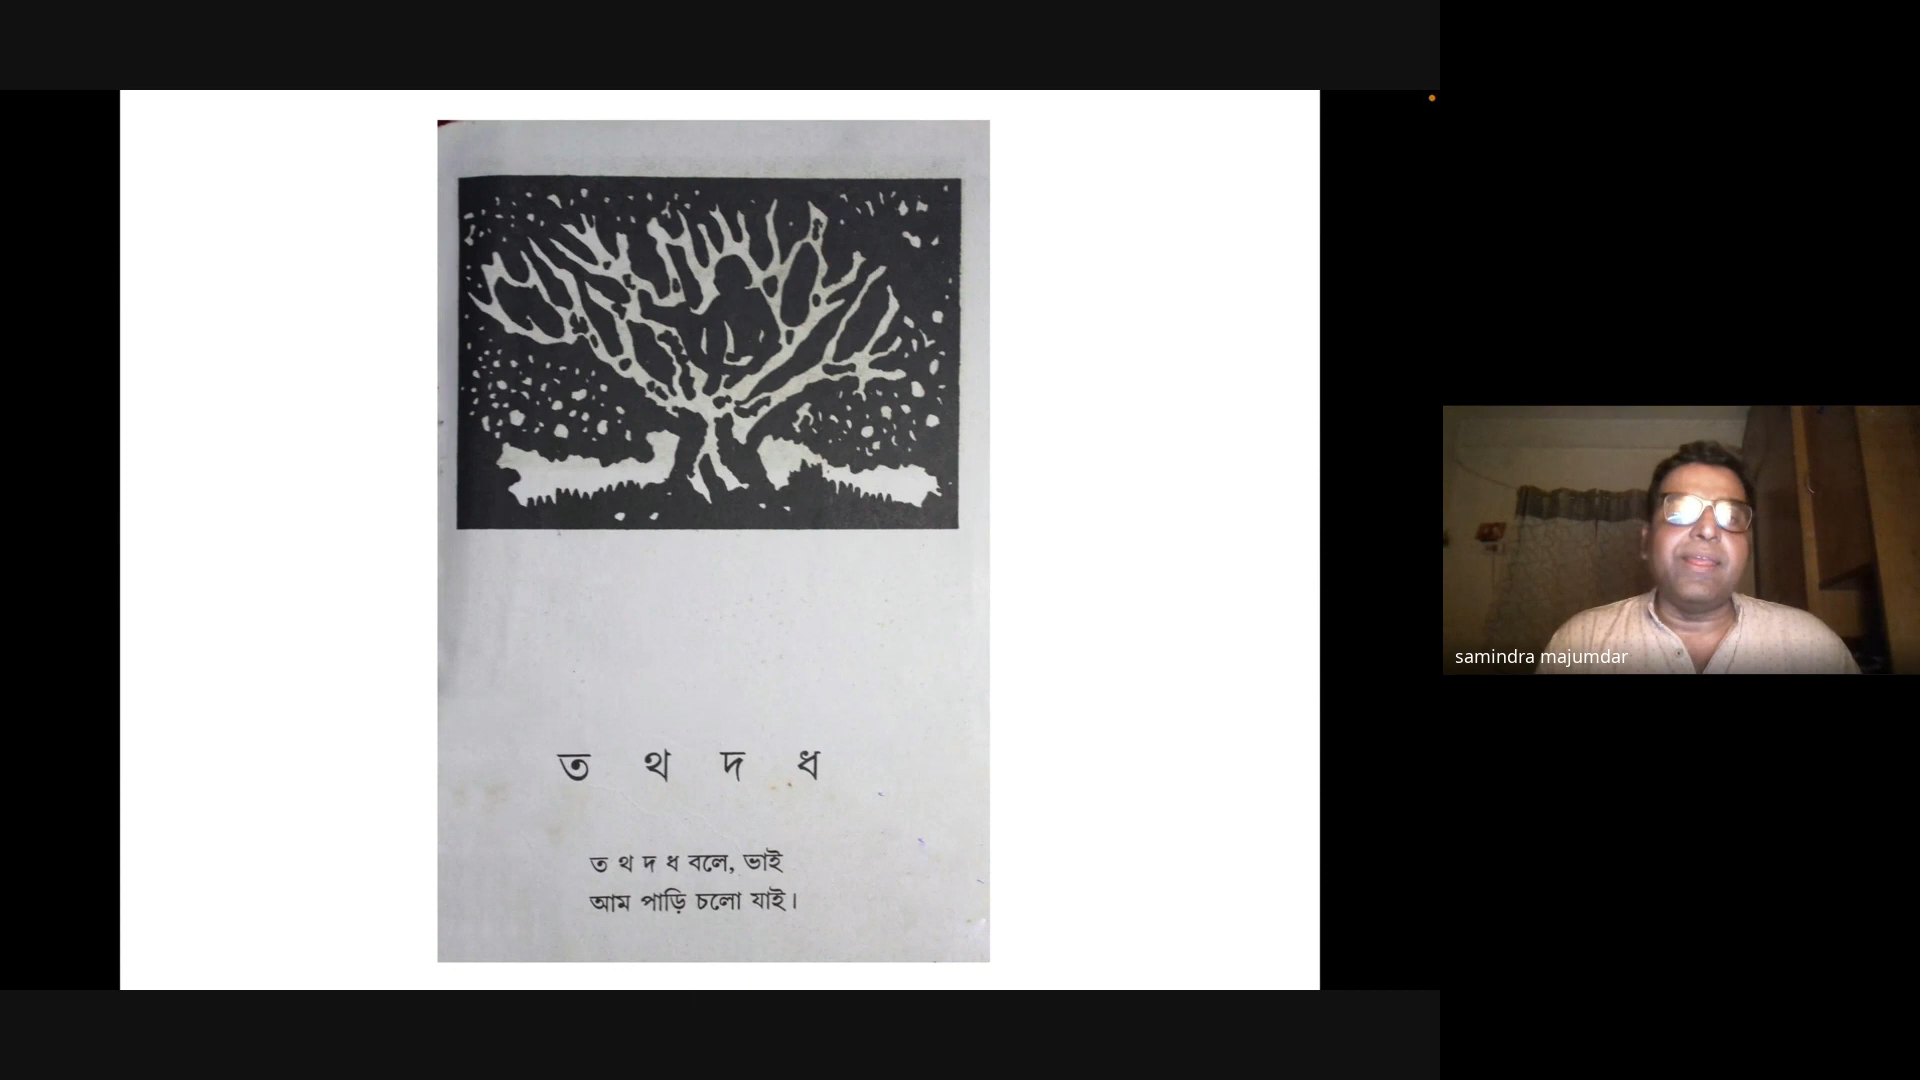 ত থ দ ধ
ত থ দ ধ বলে, ভাই
আম পাড়ি চলো যাই।
samindra majumdar